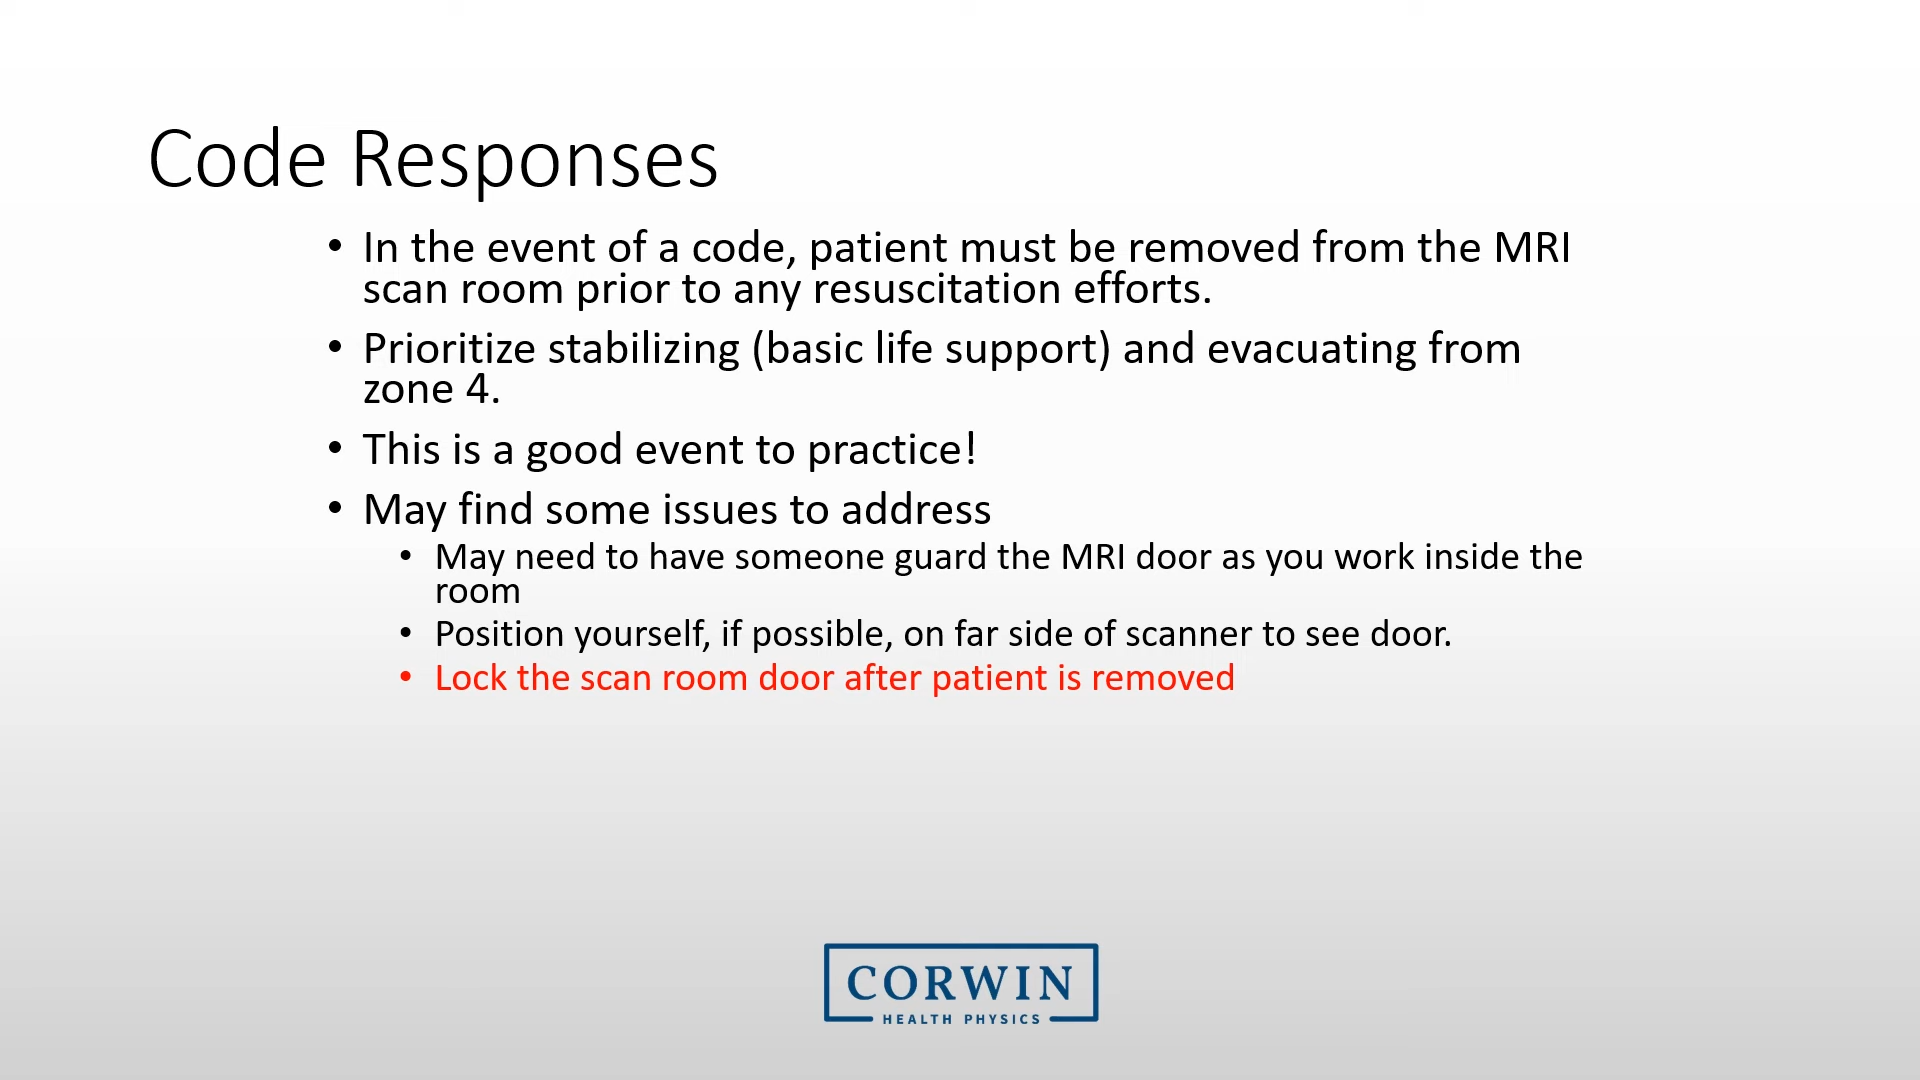 Code Responses
• In the event of a code, patient must be removed from the MRI
scan room prior to any resuscitation efforts.
• Prioritize stabilizing (basic life support) and evacuating from
zone 4.
• This is a good event to practice!
• May find some issues to address
• May need to have someone guard the MRI door as you work inside the
room
• Position yourself, if possible, on far side of scanner to see door.
• Lock the scan room door after patient is removed
CORWIN
HEALTH PHYSICS